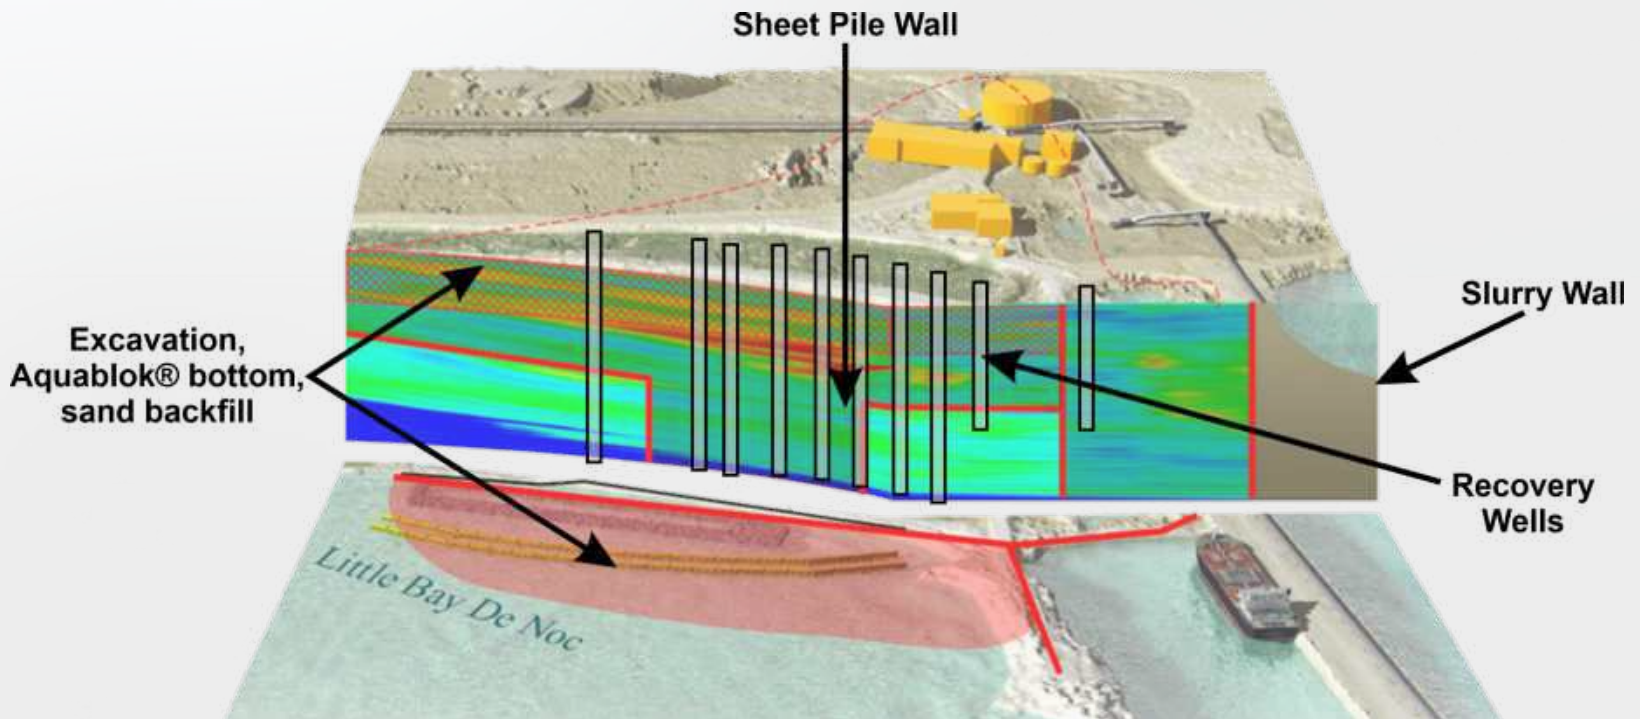 Sheet Pile Wall
Slurry Wall
Excavation,
Aquablok® bottom,
sand backfill
Recovery
Wells
Little Bay De Noc